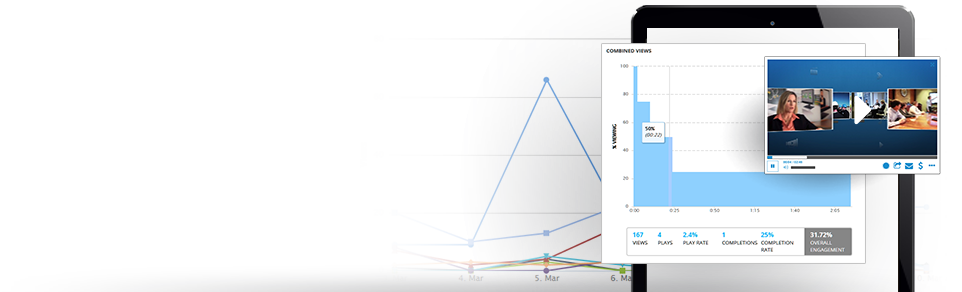 COMBINED VIEWS
100
80
60
40
20
0
% VIEWING
50%
(00:22)
0:00 0:25 0:50 1:15 1:40 2:05
167 4 2.4% 1 25% 31.72%
VIEWS PLAYS PLAY RATE COMPLETIONS COMPLETION OVERALL
RATE ENGAGEMENT
4. Mar 5. Mar 6. Ma